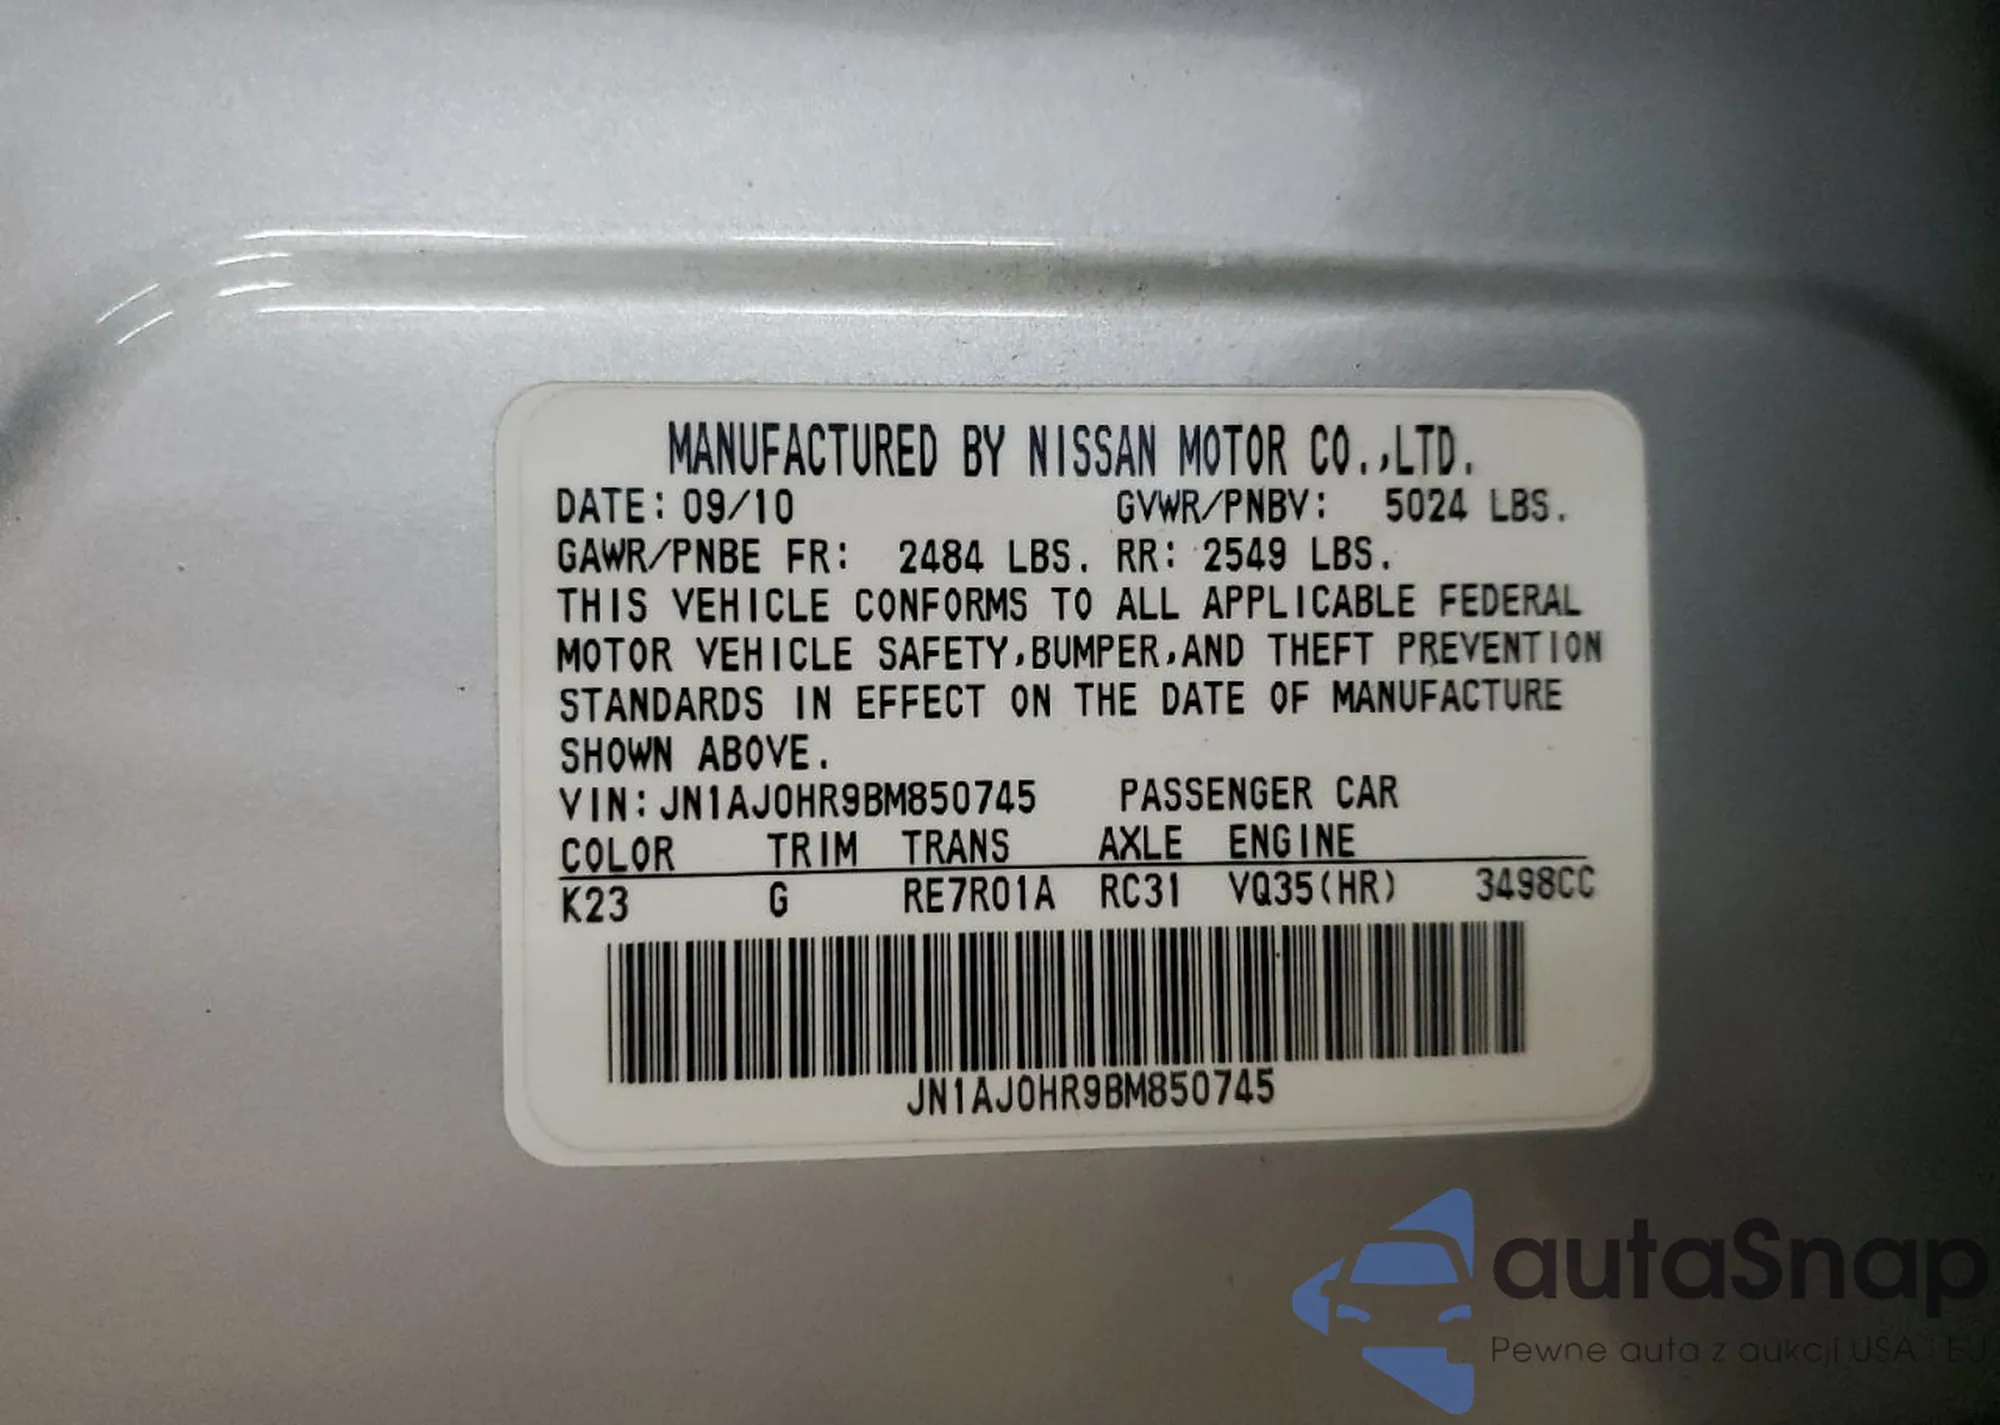 MANUFACTURED BY NISSAN MOTOR CO.,LTD.
DATE: 09/10 GVWR/PNBV: 5024 LBS.
GAWR/PNBE FR: 2484 LBS. RR: 2549 LBS.
THIS VEHICLE CONFORMS TO ALL APPLICABLE FEDERAL
MOTOR VEHICLE SAFETY,BUMPER,AND THEFT PREVENTION
STANDARDS IN EFFECT ON THE DATE OF MANUFACTURE
SHOWN ABOVE.
VIN:JN1AJ0HR9BM850745 PASSENGER CAR
COLOR TRIM TRANS AXLE ENGINE
K23 G RE7R01A RC31 VQ35(HR) 3498CC
JN1AJ0HR9BM850745
autaSnap
Pewne auta z aukcji USA i EU